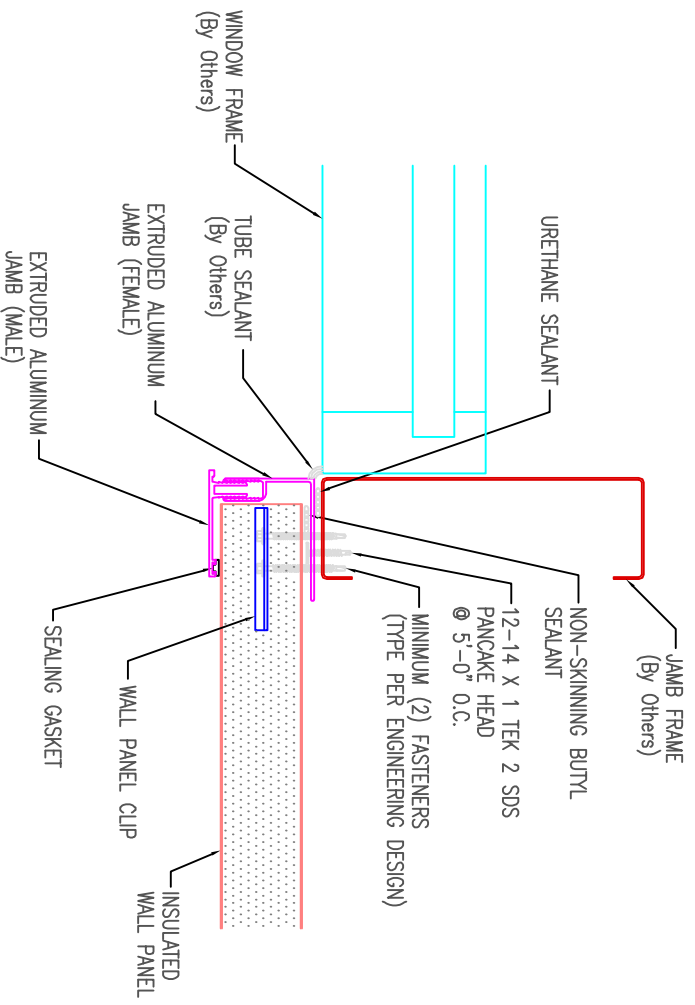 JAMB FRAME
(By Others)
NON-SKINNING BUTYL
SEALANT
URETHANE SEALANT
12-14 X 1 TEK 2 SDS
PANCAKE HEAD
@ 5'-0" O.C.
MINIMUM (2) FASTENERS
(TYPE PER ENGINEERING DESIGN)
WINDOW FRAME
(By Others)
TUBE SEALANT
(By Others)
EXTRUDED ALUMINUM
JAMB (FEMALE)
EXTRUDED ALUMINUM
JAMB (MALE)
SEALING GASKET
WALL PANEL CLIP
INSULATED
WALL PANEL